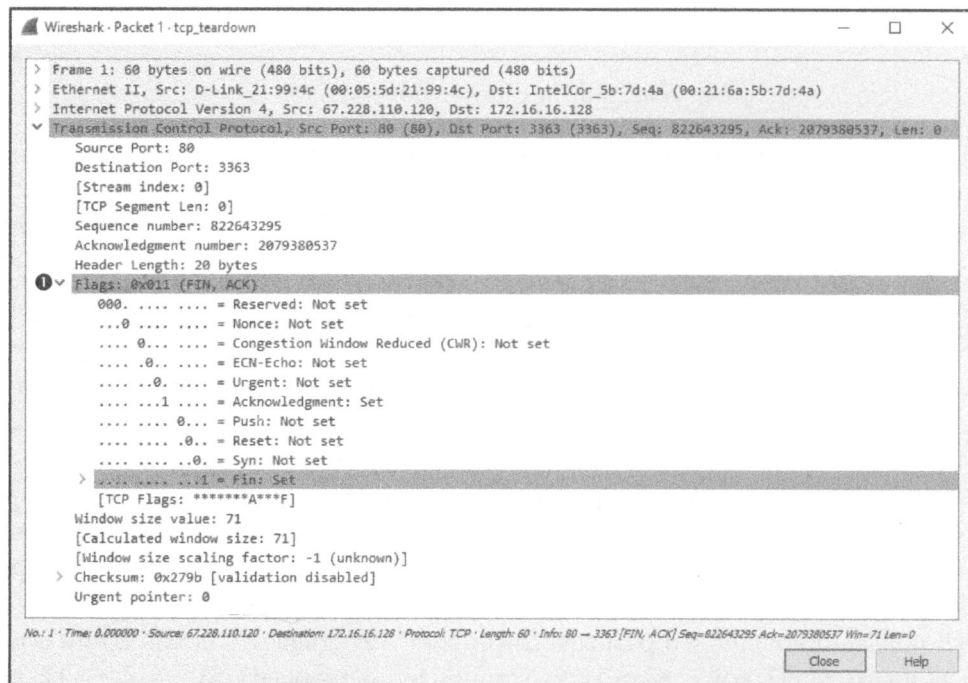 Wireshark · Packet 1 · tcp_teardown
> Frame 1: 60 bytes on wire (480 bits), 60 bytes captured (480 bits)
> Ethernet II, Src: D-Link_21:99:4c (00:05:5d:21:99:4c), Dst: IntelCor_5b:7d:4a (00:21:6a:5b:7d:4a)
> Internet Protocol Version 4, Src: 67.228.110.120, Dst: 172.16.16.128
Transmission Control Protocol, Src Port: 80 (80), Dst Port: 3363 (3363), Seq: 822643295, Ack: 2079380537, Len: 0
Source Port: 80
Destination Port: 3363
[Stream index: 0]
[TCP Segment Len: 0]
Sequence number: 822643295
Acknowledgment number: 2079380537
Header Length: 20 bytes
❶ Flags: 0x011 (FIN, ACK)
000. .... .... = Reserved: Not set
...0 .... .... = Nonce: Not set
.... 0... .... = Congestion Window Reduced (CWR): Not set
.... .0.. .... = ECN-Echo: Not set
.... ..0. .... = Urgent: Not set
.... ...1 .... = Acknowledgment: Set
.... .... 0... = Push: Not set
.... .... .0.. = Reset: Not set
.... .... ..0. = Syn: Not set
> .... .... ...1 = Fin: Set
[TCP Flags: *******A***F]
Window size value: 71
[Calculated window size: 71]
[Window size scaling factor: -1 (unknown)]
> Checksum: 0x279b [validation disabled]
Urgent pointer: 0
No.: 1 · Time: 0.000000 · Source: 67.228.110.120 · Destination: 172.16.16.128 · Protocol: TCP · Length: 60 · Info: 80 → 3363 [FIN, ACK] Seq=822643295 Ack=2079380537 Win=71 Len=0
Close Help